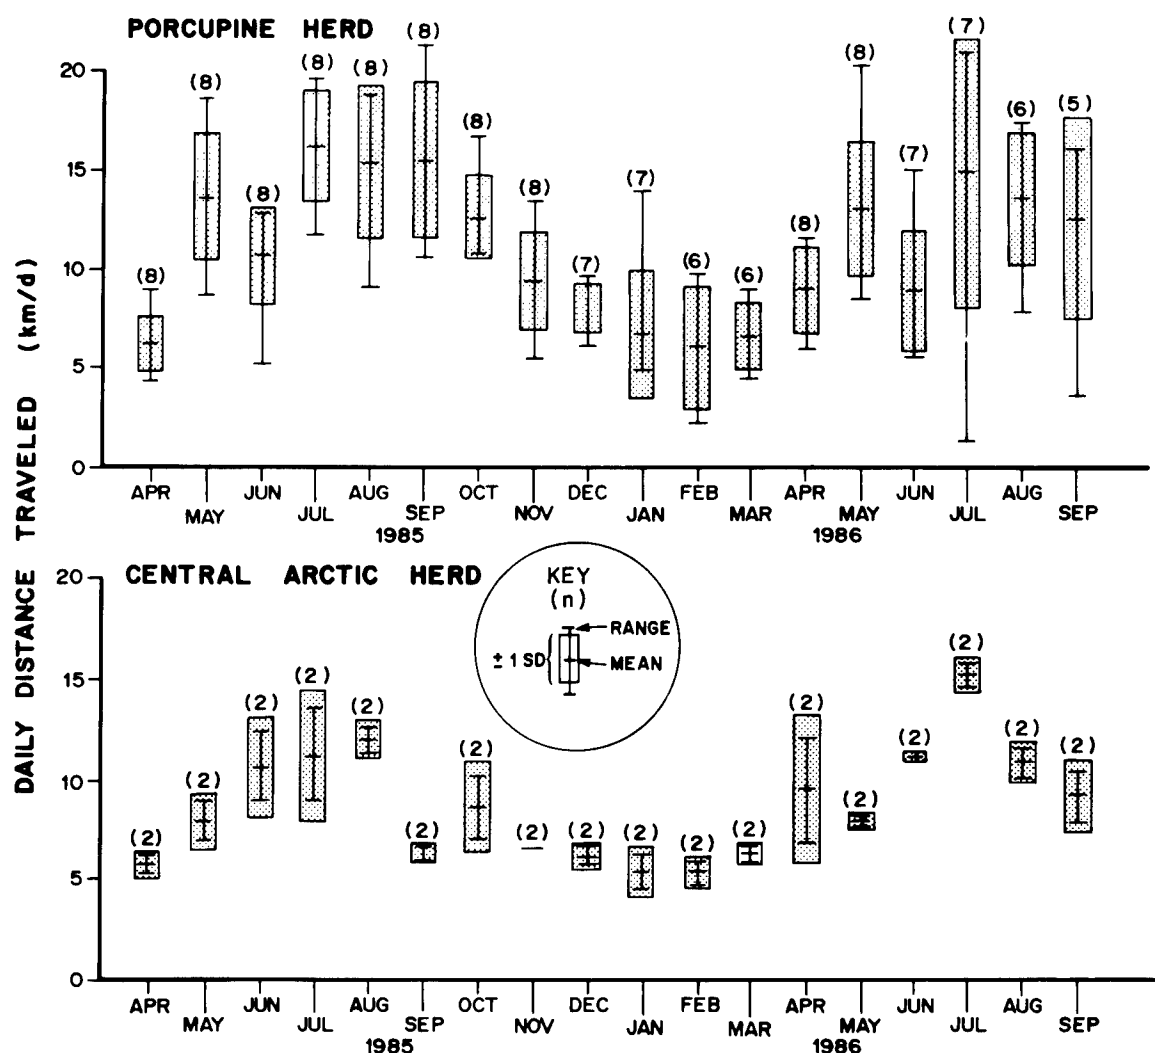 PORCUPINE HERD
(8) (8) (8) (8) (8) (8) (8) (8) (7) (7) (6) (6) (8) (8) (7) (7) (6) (5)
20
15
10
5
0
APR MAY JUN JUL AUG SEP OCT NOV DEC JAN FEB MAR APR MAY JUN JUL AUG SEP
1985 1986
DAILY DISTANCE TRAVELED (km/d)
CENTRAL ARCTIC HERD
KEY
(n)
RANGE
± 1 SD
MEAN
(2) (2) (2) (2) (2) (2) (2) (2) (2) (2) (2) (2) (2) (2) (2) (2) (2) (2)
20
15
10
5
0
APR MAY JUN JUL AUG SEP OCT NOV DEC JAN FEB MAR APR MAY JUN JUL AUG SEP
1985 1986